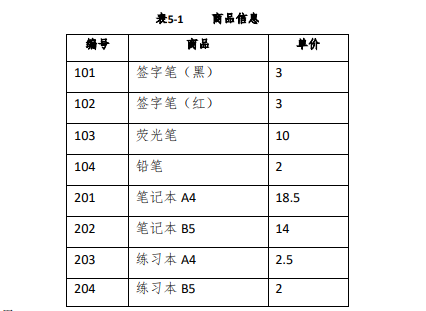 表5-1 商品信息
编号 商品 单价
101 签字笔（黑） 3
102 签字笔（红） 3
103 荧光笔 10
104 铅笔 2
201 笔记本 A4 18.5
202 笔记本 B5 14
203 练习本 A4 2.5
204 练习本 B5 2